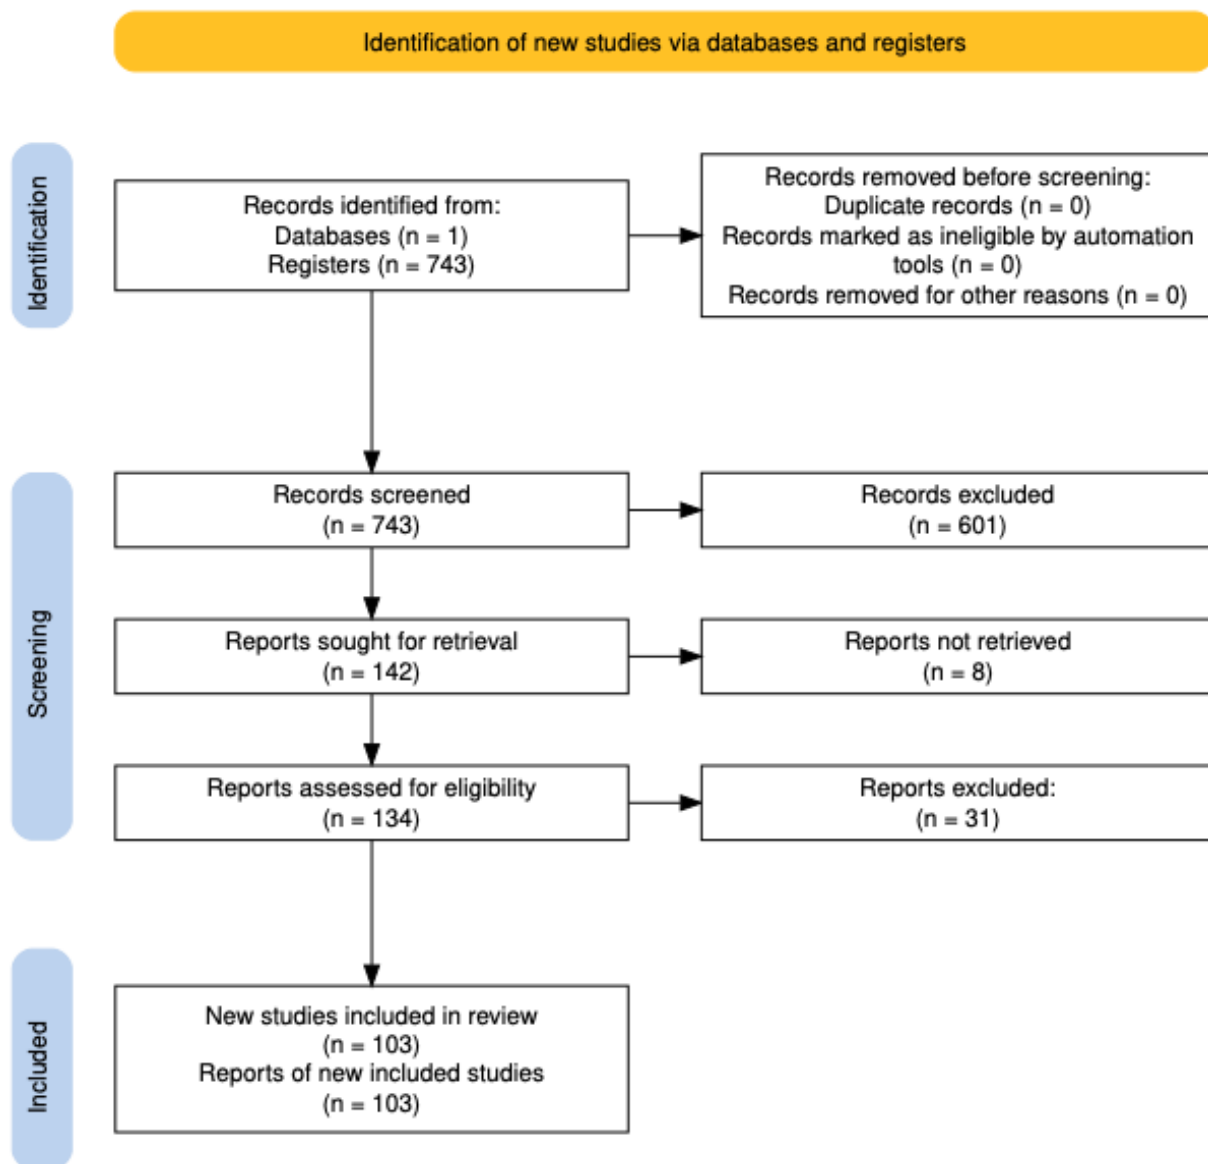 Identification of new studies via databases and registers
Identification
Records identified from:
Databases (n = 1)
Registers (n = 743)
Records removed before screening:
Duplicate records (n = 0)
Records marked as ineligible by automation
tools (n = 0)
Records removed for other reasons (n = 0)
Screening
Records screened
(n = 743)
Records excluded
(n = 601)
Reports sought for retrieval
(n = 142)
Reports not retrieved
(n = 8)
Reports assessed for eligibility
(n = 134)
Reports excluded:
(n = 31)
Included
New studies included in review
(n = 103)
Reports of new included studies
(n = 103)